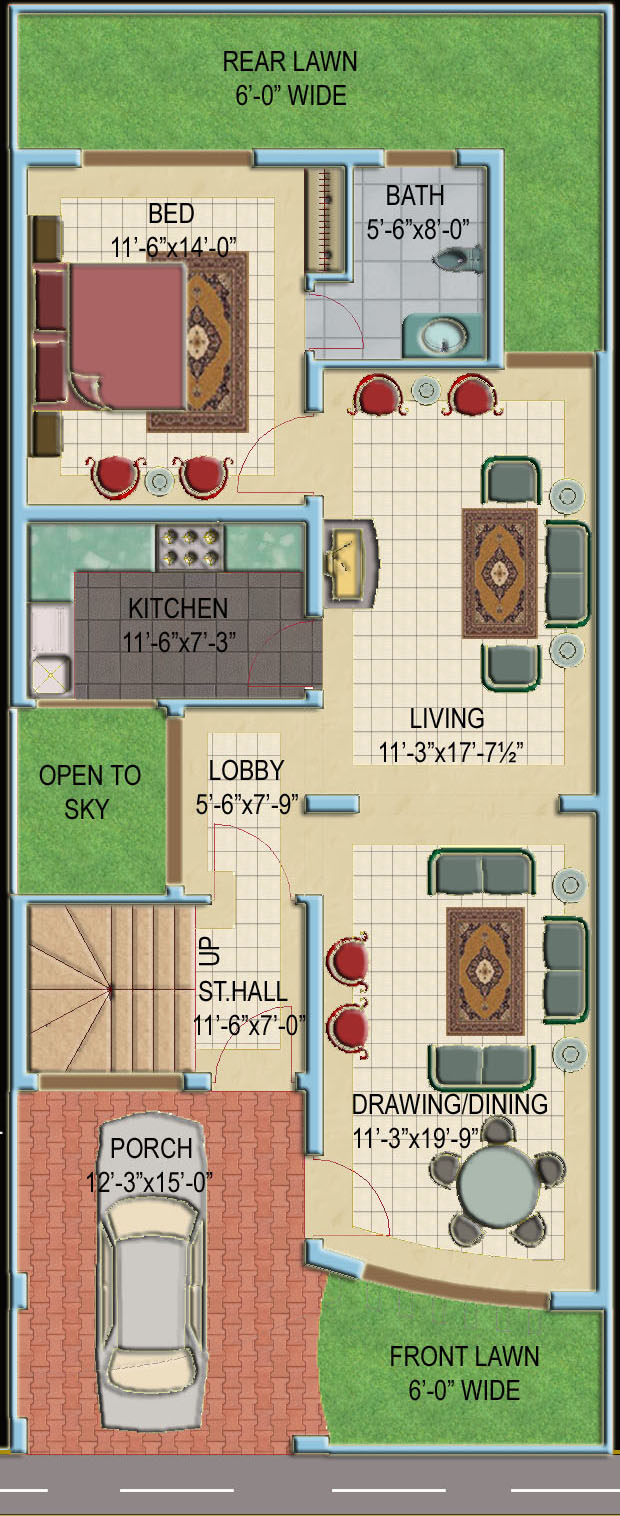 REAR LAWN
6’-0” WIDE
BED
11’-6”x14’-0”
BATH
5’-6”x8’-0”
KITCHEN
11’-6”x7’-3”
LIVING
11’-3”x17’-7½”
OPEN TO
SKY
LOBBY
5’-6”x7’-9”
UP
ST.HALL
11’-6”x7’-0”
DRAWING/DINING
11’-3”x19’-9”
PORCH
12’-3”x15’-0”
FRONT LAWN
6’-0” WIDE